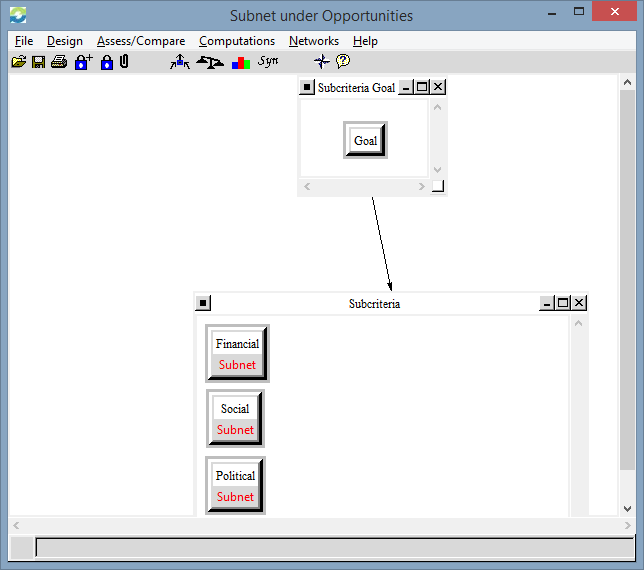 Subnet under Opportunities
File Design Assess/Compare Computations Networks Help
Syn
Subcriteria Goal
Goal
Subcriteria
Financial
Subnet
Social
Subnet
Political
Subnet